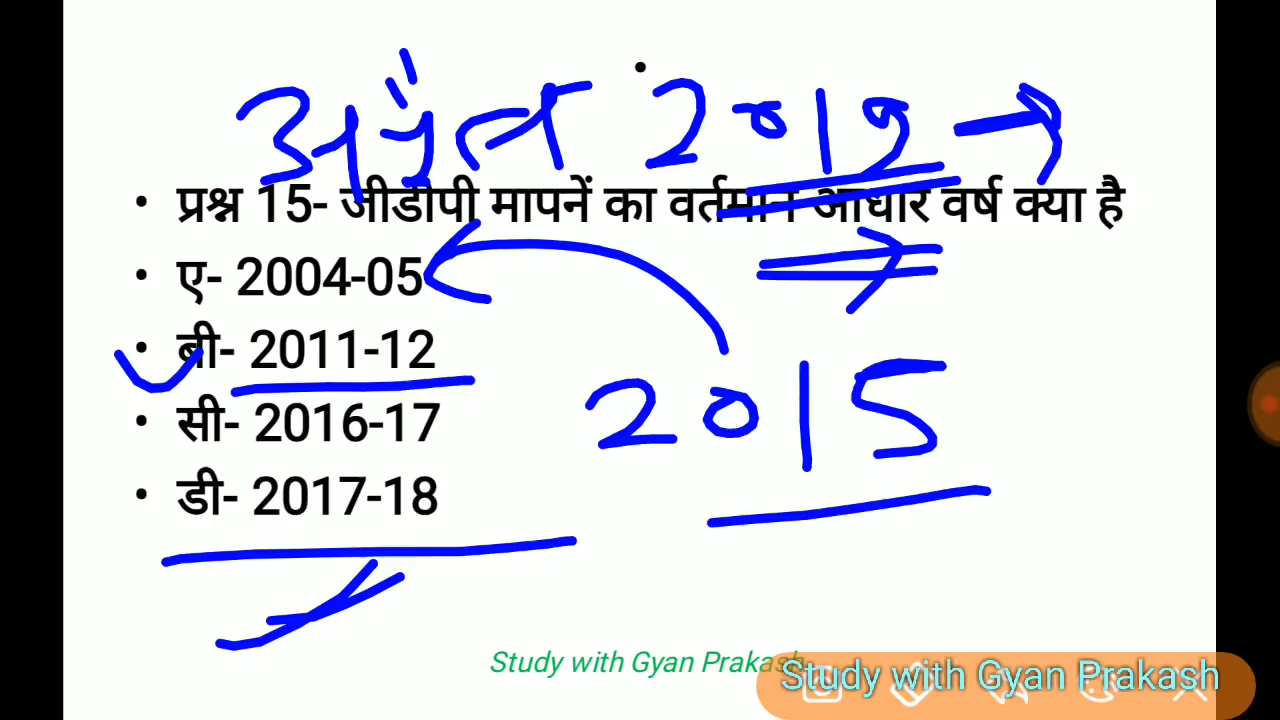 2019
• प्रश्न 15- जीडीपी मापनें का वर्तमान आधार वर्ष क्या है
• ए- 2004-05
• बी- 2011-12
2015
• सी- 2016-17
• डी- 2017-18
Study with Gyan Prakash
Study with Gyan Prakash